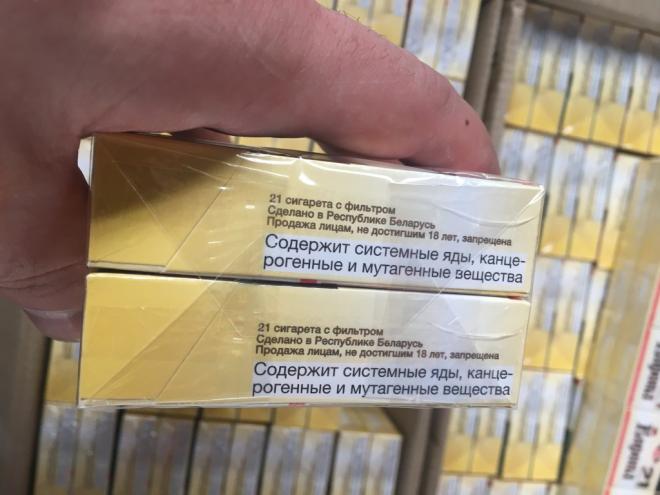 21 сигарета с фильтром
Сделано в Республике Беларусь
Продажа лицам, не достигшим 18 лет, запрещена
Содержит системные яды, канце-
рогенные и мутагенные вещества
21 сигарета с фильтром
Сделано в Республике Беларусь
Продажа лицам, не достигшим 18 лет, запрещена
Содержит системные яды, канце-
рогенные и мутагенные вещества
21